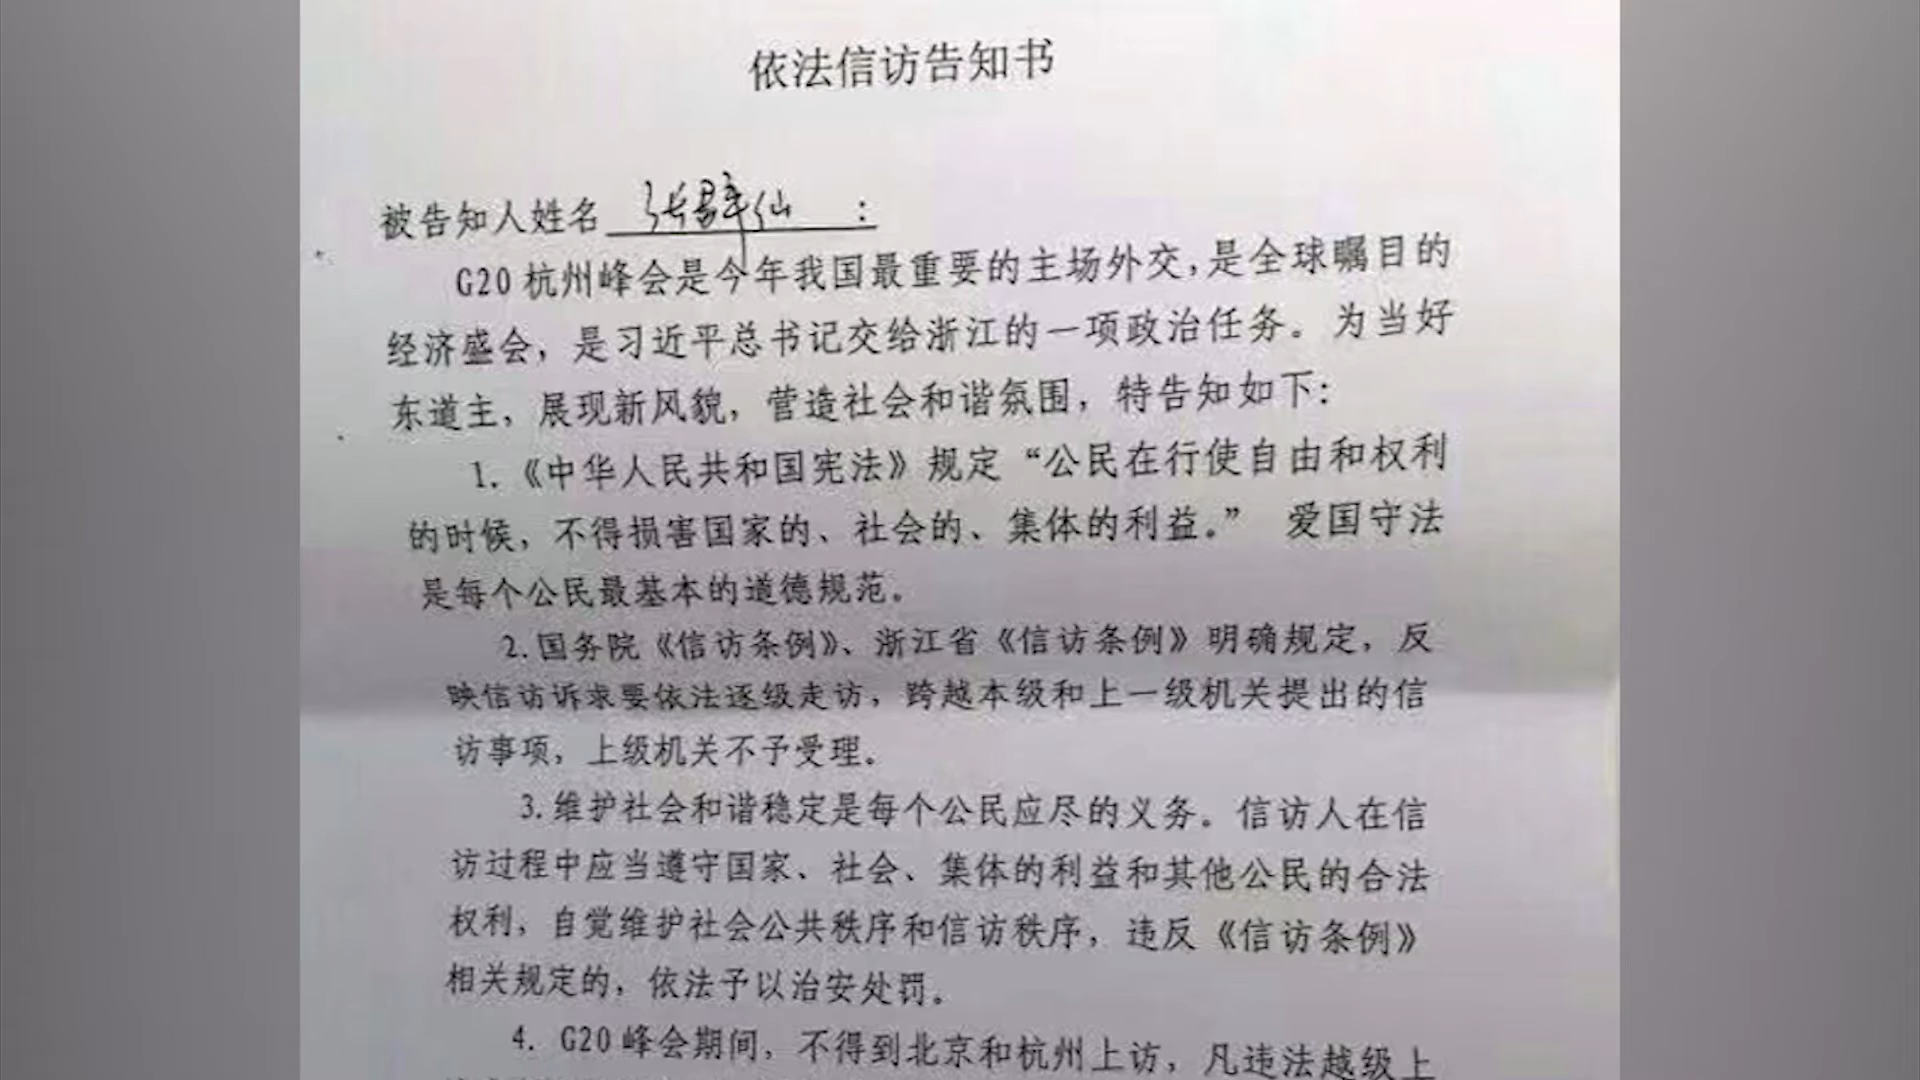 依法信访告知书
被告知人姓名 张群仙 :
G20 杭州峰会是今年我国最重要的主场外交,是全球瞩目的
经济盛会，是习近平总书记交给浙江的一项政治任务。为当好
东道主，展现新风貌，营造社会和谐氛围，特告知如下：
1.《中华人民共和国宪法》规定“公民在行使自由和权利
的时候，不得损害国家的、社会的、集体的利益。” 爱国守法
是每个公民最基本的道德规范。
2.国务院《信访条例》、浙江省《信访条例》明确规定，反
映信访诉求要依法逐级走访，跨越本级和上一级机关提出的信
访事项，上级机关不予受理。
3.维护社会和谐稳定是每个公民应尽的义务。信访人在信
访过程中应当遵守国家、社会、集体的利益和其他公民的合法
权利，自觉维护社会公共秩序和信访秩序，违反《信访条例》
相关规定的，依法予以治安处罚。
4. G20 峰会期间，不得到北京和杭州上访，凡违法越级上